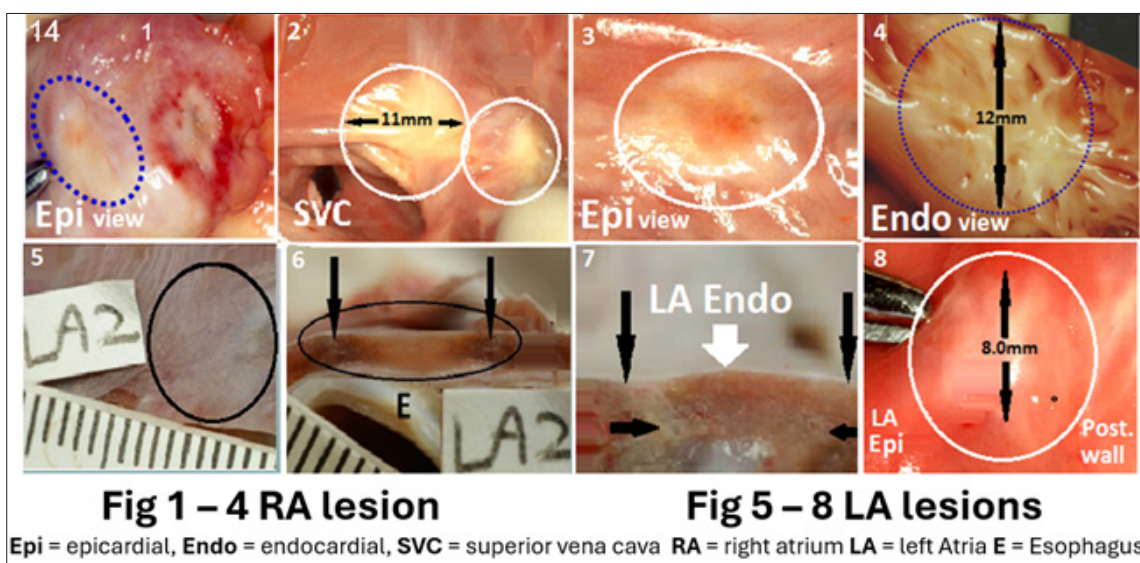 14 1
Epi view
2
11mm
SVC
3
Epi view
4
12mm
Endo view
5
LA2
6
E
LA2
7
LA Endo
8
8.0mm
LA
Epi
Post.
wall
Fig 1 – 4 RA lesion
Fig 5 – 8 LA lesions
Epi = epicardial, Endo = endocardial, SVC = superior vena cava RA = right atrium LA = left Atria E = Esophagus